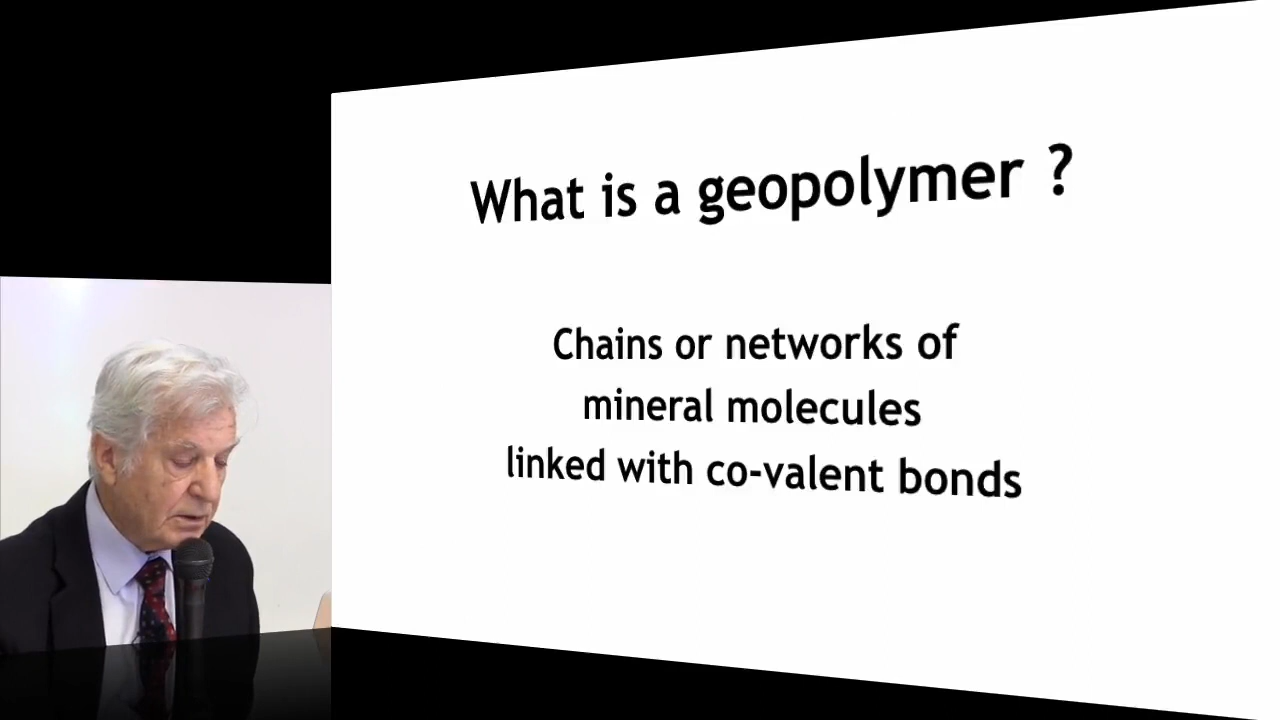 What is a geopolymer ?
Chains or networks of
mineral molecules
linked with co-valent bonds